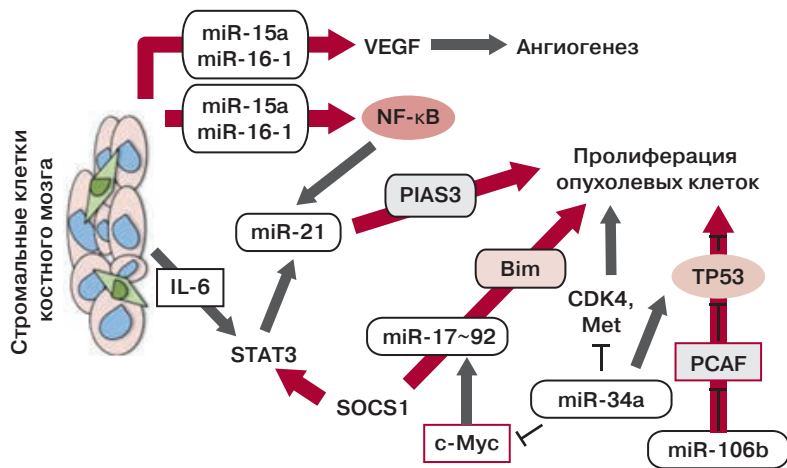 miR-15a
miR-16-1
VEGF
Ангиогенез
miR-15a
miR-16-1
NF-κB
Стромальные клетки
костного мозга
Пролиферация
опухолевых клеток
PIAS3
miR-21
Bim
IL-6
CDK4,
Met
TP53
miR-17~92
STAT3
PCAF
SOCS1
miR-34a
c-Myc
miR-106b